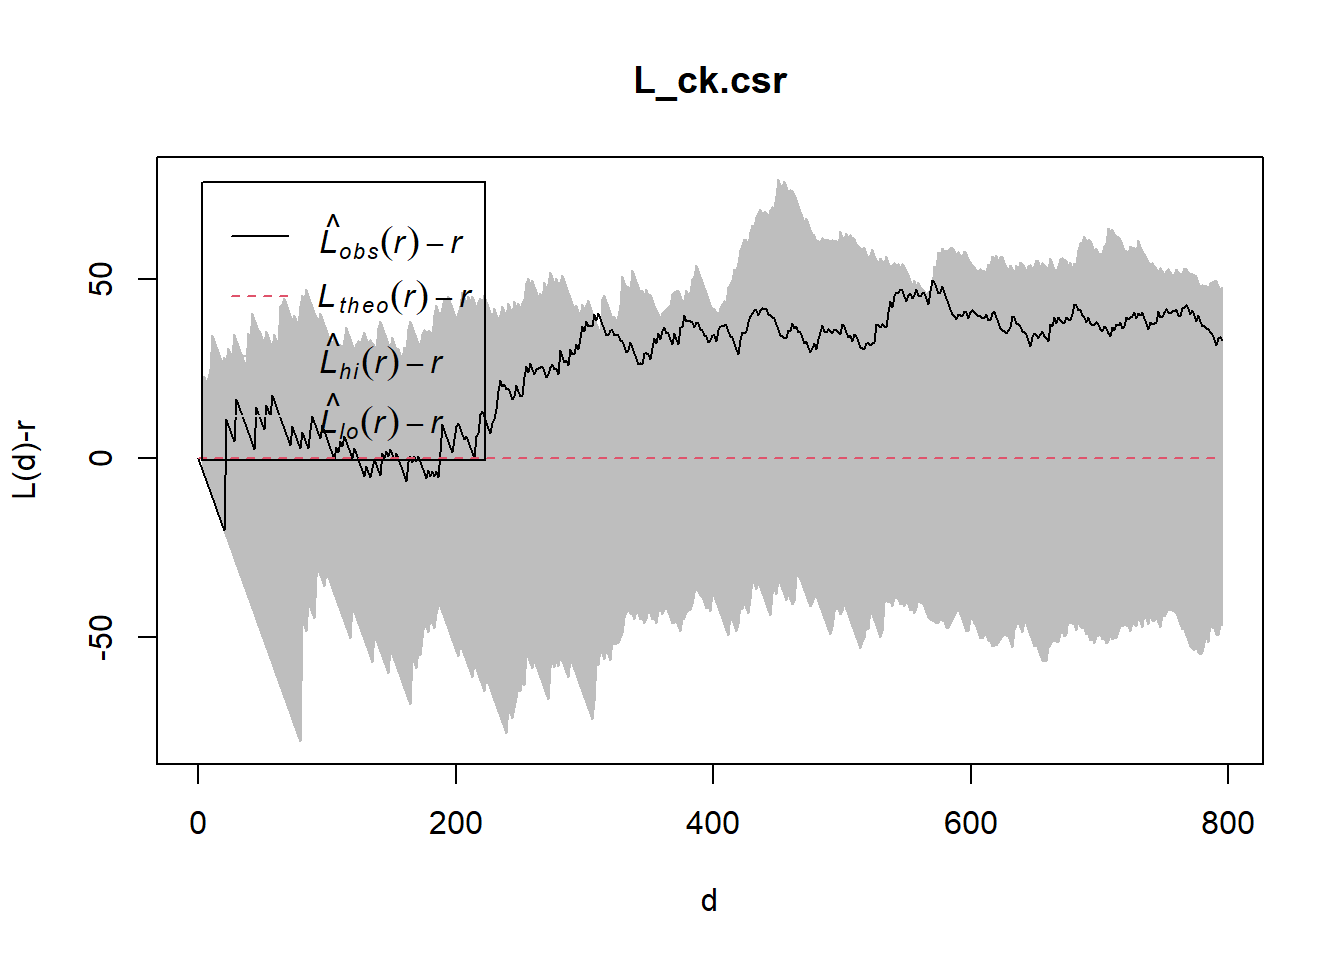 L_ck.csr
L̂obs(r) − r
Ltheo(r) − r
L̂hi(r) − r
L̂lo(r) − r
L(d)-r
50
0
-50
0 200 400 600 800
d